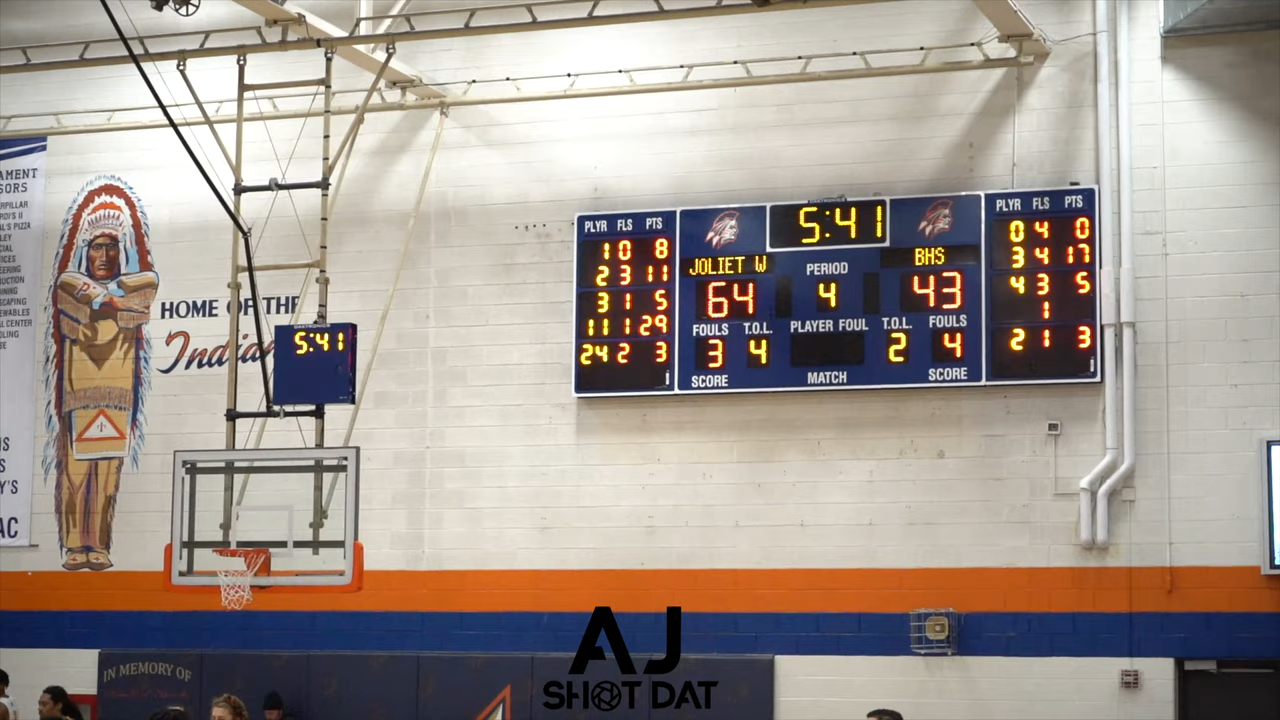 AMENT
SORS
HOME OF THE
Indian
5:41
PLYR FLS PTS
1 0 8
2 3 11
3 1 5
11 1 29
24 2 3
5:41
JOLIET W
64
PERIOD
4
BHS
43
FOULS T.O.L. PLAYER FOUL T.O.L. FOULS
3 4 2 4
SCORE MATCH SCORE
PLYR FLS PTS
0 4 0
3 4 17
4 3 5
1
2 1 3
IN MEMORY OF
AJ
SHOT DAT